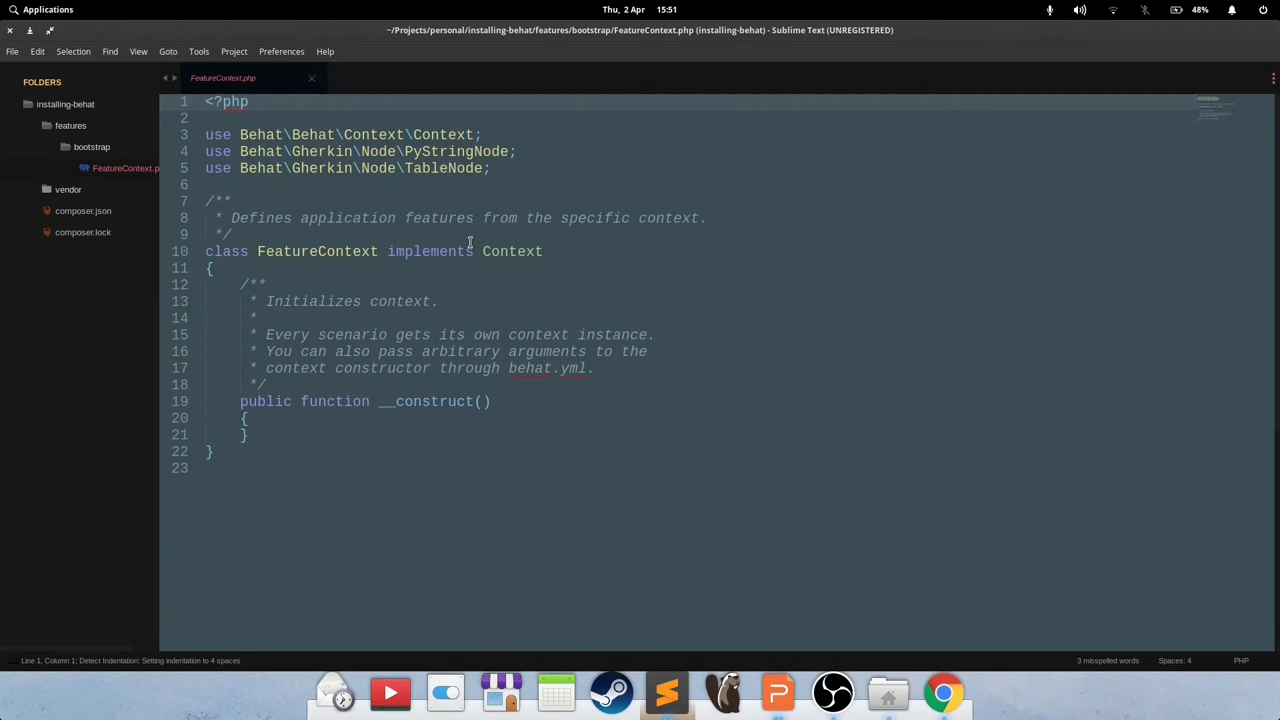 Applications
Thu, 2 Apr 15:51
48%
~/Projects/personal/installing-behat/features/bootstrap/FeatureContext.php (installing-behat) - Sublime Text (UNREGISTERED)
File Edit Selection Find View Goto Tools Project Preferences Help
FOLDERS
installing-behat
features
bootstrap
FeatureContext.p
vendor
composer.json
composer.lock
FeatureContext.php
1 <?php
2
3 use Behat\Behat\Context\Context;
4 use Behat\Gherkin\Node\PyStringNode;
5 use Behat\Gherkin\Node\TableNode;
6
7 /**
8  * Defines application features from the specific context.
9  */
10 class FeatureContext implements Context
11 {
12     /**
13      * Initializes context.
14      *
15      * Every scenario gets its own context instance.
16      * You can also pass arbitrary arguments to the
17      * context constructor through behat.yml.
18      */
19     public function __construct()
20     {
21     }
22 }
23
Line 1, Column 1; Detect Indentation: Setting indentation to 4 spaces
3 misspelled words
Spaces: 4
PHP